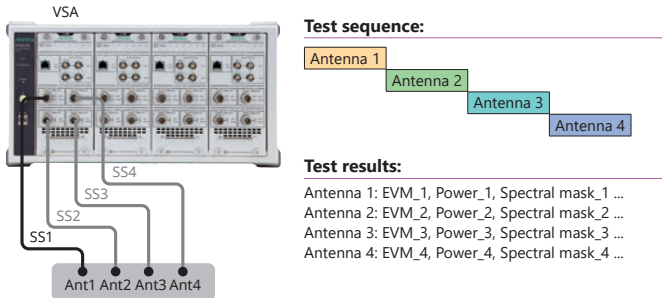 VSA
SS4
SS3
SS2
SS1
Ant1 Ant2 Ant3 Ant4
Test sequence:
Antenna 1
Antenna 2
Antenna 3
Antenna 4
Test results:
Antenna 1: EVM_1, Power_1, Spectral mask_1 ...
Antenna 2: EVM_2, Power_2, Spectral mask_2 ...
Antenna 3: EVM_3, Power_3, Spectral mask_3 ...
Antenna 4: EVM_4, Power_4, Spectral mask_4 ...